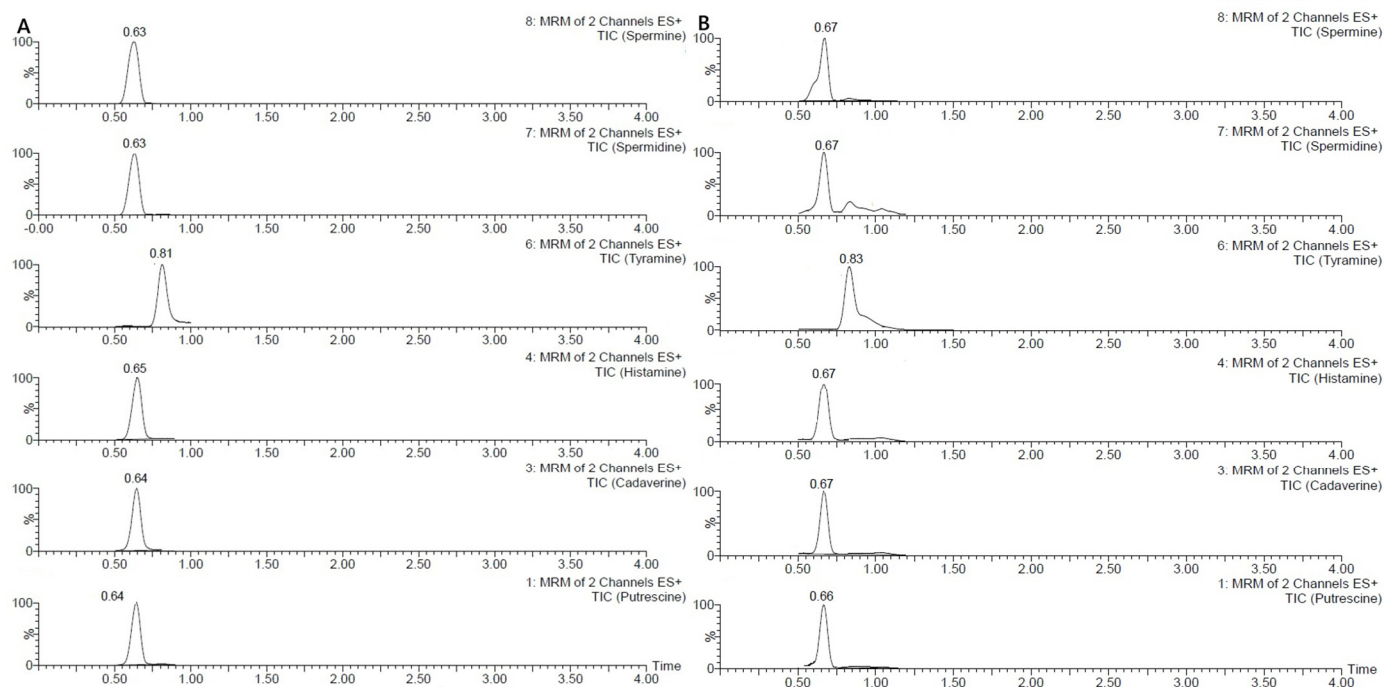 A
8: MRM of 2 Channels ES+
TIC (Spermine)
0.63
100
%
0
0.50 1.00 1.50 2.00 2.50 3.00 3.50 4.00
7: MRM of 2 Channels ES+
TIC (Spermidine)
0.63
100
%
0
-0.00 0.50 1.00 1.50 2.00 2.50 3.00 3.50 4.00
6: MRM of 2 Channels ES+
TIC (Tyramine)
0.81
100
%
0
0.50 1.00 1.50 2.00 2.50 3.00 3.50 4.00
4: MRM of 2 Channels ES+
TIC (Histamine)
0.65
100
%
0
0.50 1.00 1.50 2.00 2.50 3.00 3.50 4.00
3: MRM of 2 Channels ES+
TIC (Cadaverine)
0.64
100
%
0
0.50 1.00 1.50 2.00 2.50 3.00 3.50 4.00
1: MRM of 2 Channels ES+
TIC (Putrescine)
0.64
100
%
0
Time
0.50 1.00 1.50 2.00 2.50 3.00 3.50 4.00
B
8: MRM of 2 Channels ES+
TIC (Spermine)
0.67
100
%
0
0.50 1.00 1.50 2.00 2.50 3.00 3.50 4.00
7: MRM of 2 Channels ES+
TIC (Spermidine)
0.67
100
%
0
0.50 1.00 1.50 2.00 2.50 3.00 3.50 4.00
6: MRM of 2 Channels ES+
TIC (Tyramine)
0.83
100
%
0
0.50 1.00 1.50 2.00 2.50 3.00 3.50 4.00
4: MRM of 2 Channels ES+
TIC (Histamine)
0.67
100
%
0
0.50 1.00 1.50 2.00 2.50 3.00 3.50 4.00
3: MRM of 2 Channels ES+
TIC (Cadaverine)
0.67
100
%
0
0.50 1.00 1.50 2.00 2.50 3.00 3.50 4.00
1: MRM of 2 Channels ES+
TIC (Putrescine)
0.66
100
%
0
Time
0.50 1.00 1.50 2.00 2.50 3.00 3.50 4.00